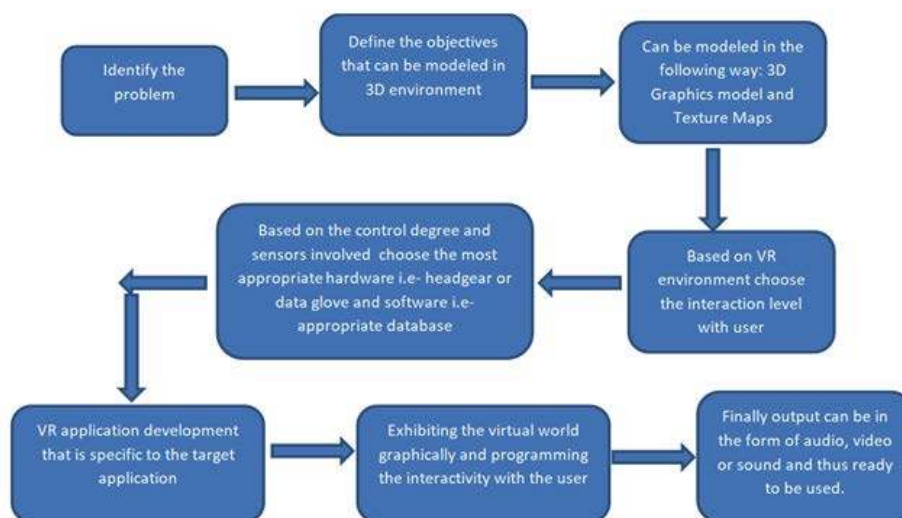 Identify the
problem
Define the objectives
that can be modeled in
3D environment
Can be modeled in the
following way: 3D
Graphics model and
Texture Maps
Based on VR
environment choose
the interaction level
with user
Based on the control degree and
sensors involved choose the most
appropriate hardware i.e- headgear or
data glove and software i.e-
appropriate database
VR application development
that is specific to the target
application
Exhibiting the virtual world
graphically and programming
the interactivity with the user
Finally output can be in
the form of audio, video
or sound and thus ready
to be used.